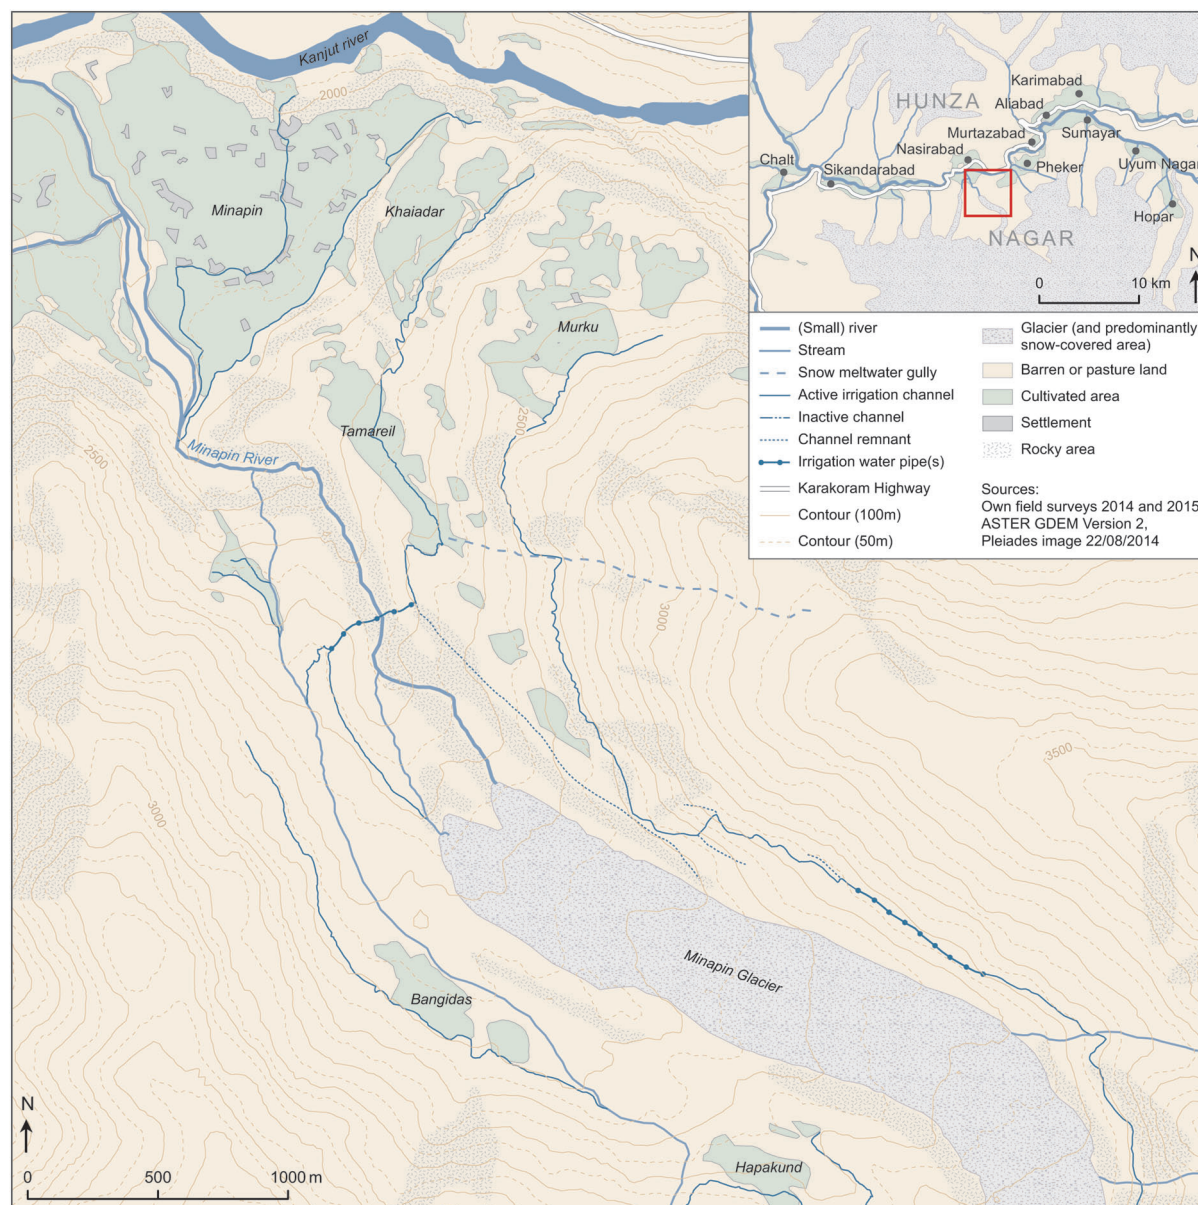 Kanjut river
2000
Minapin
Khaiadar
Murku
2500
Tamareil
Minapin River
2500
3000
3500
3000
Minapin Glacier
Bangidas
Hapakund
N
0 500 1000 m
Karimabad
HUNZA
Aliabad
Murtazabad
Sumayar
Nasirabad
Chalt
Pheker
Uyum Nagar
Sikandarabad
Hopar
NAGAR
N
0 10 km
(Small) river
Stream
Snow meltwater gully
Active irrigation channel
Inactive channel
Channel remnant
Irrigation water pipe(s)
Karakoram Highway
Contour (100m)
Contour (50m)
Glacier (and predominantly
snow-covered area)
Barren or pasture land
Cultivated area
Settlement
Rocky area
Sources:
Own field surveys 2014 and 2015,
ASTER GDEM Version 2,
Pleiades image 22/08/2014